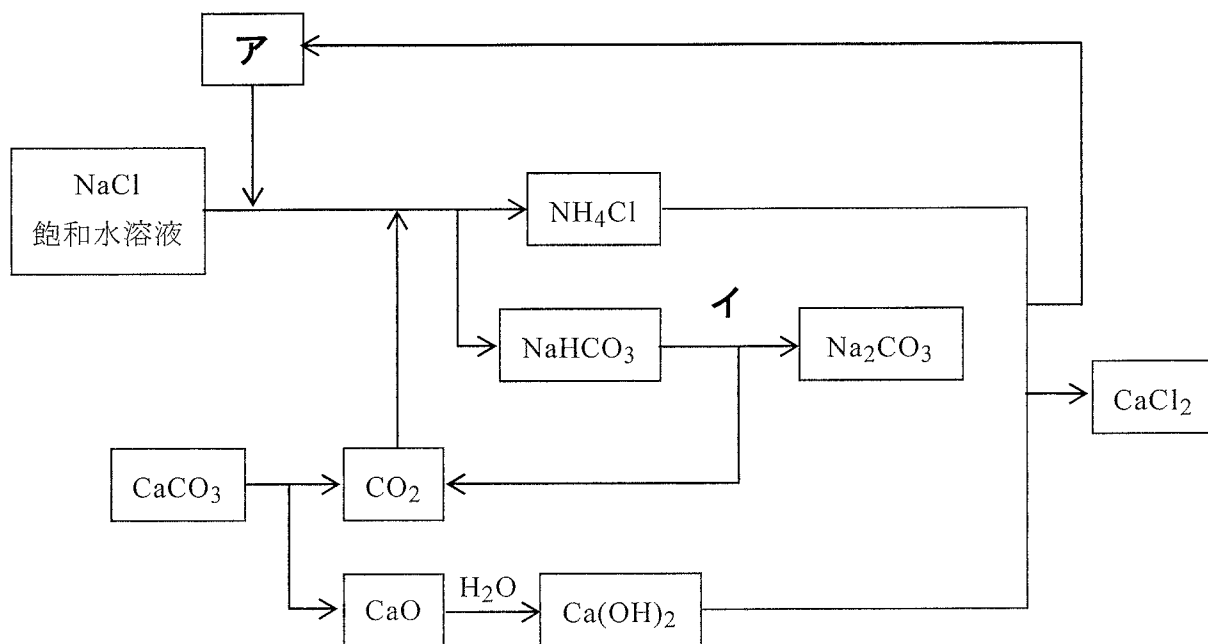 ア
NaCl
飽和水溶液
NH₄Cl
イ
NaHCO₃
Na₂CO₃
CaCl₂
CaCO₃
CO₂
CaO
H₂O
Ca(OH)₂